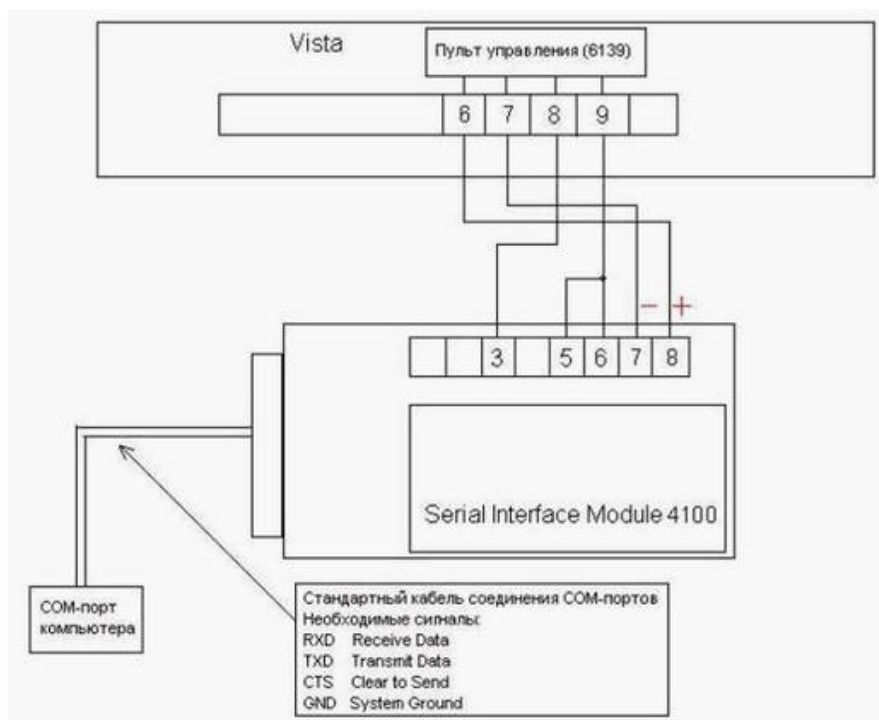 Vista
Пульт управления (6139)
6 7 8 9
− +
3 5 6 7 8
Serial Interface Module 4100
COM-порт
компьютера
Стандартный кабель соединения COM-портов
Необходимые сигналы:
RXD Receive Data
TXD Transmit Data
CTS Clear to Send
GND System Ground